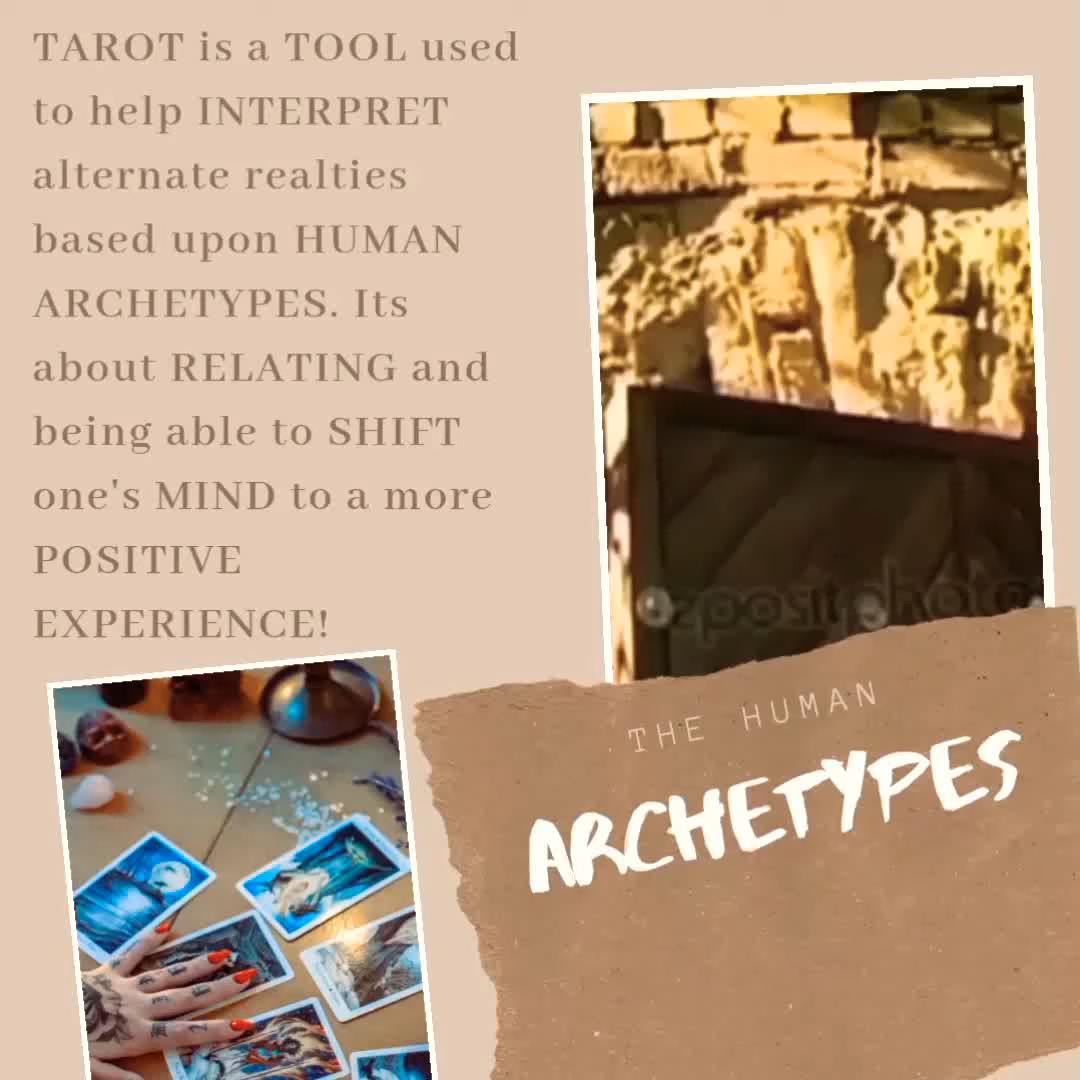 TAROT is a TOOL used
to help INTERPRET
alternate realties
based upon HUMAN
ARCHETYPES. Its
about RELATING and
being able to SHIFT
one's MIND to a more
POSITIVE
EXPERIENCE!
THE HUMAN
ARCHETYPES